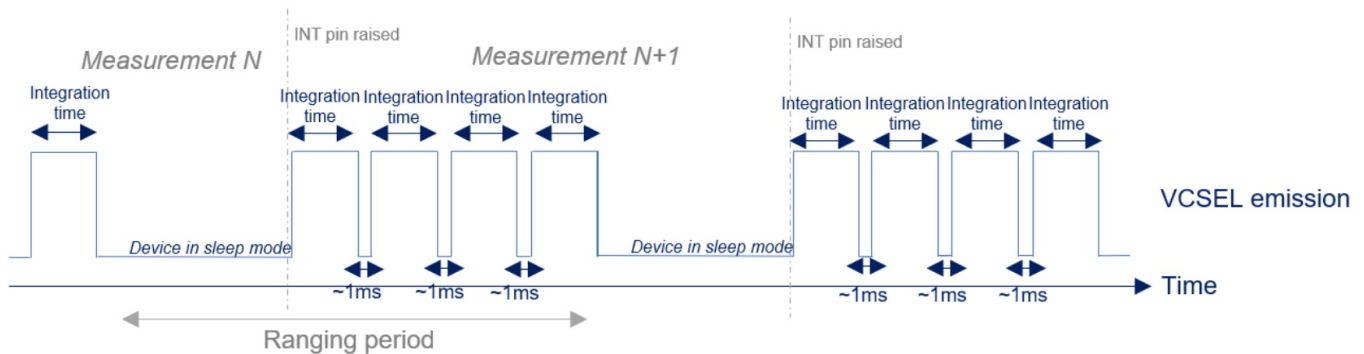 INT pin raised
INT pin raised
Measurement N
Measurement N+1
Integration
time
Integration
time
Integration
time
Integration
time
Integration
time
Integration
time
Integration
time
Integration
time
Integration
time
VCSEL emission
Device in sleep mode
Device in sleep mode
~1ms
~1ms
~1ms
~1ms
~1ms
~1ms
Time
Ranging period